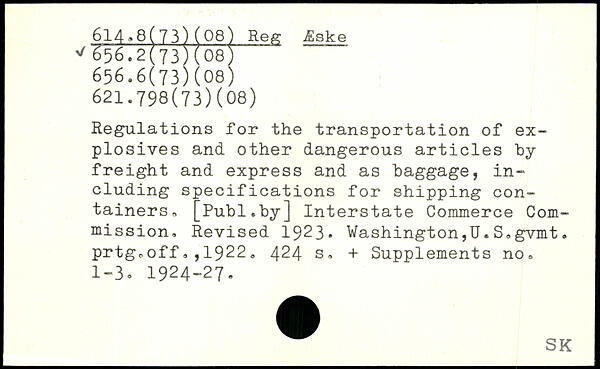 614.8(73)(08) Reg Æske
✓ 656.2(73)(08)
656.6(73)(08)
621.798(73)(08)
Regulations for the transportation of ex-
plosives and other dangerous articles by
freight and express and as baggage, in-
cluding specifications for shipping con-
tainers. [Publ.by] Interstate Commerce Com-
mission. Revised 1923. Washington,U.S.gvmt.
prtg.off.,1922. 424 s. + Supplements no.
1-3. 1924-27.
SK